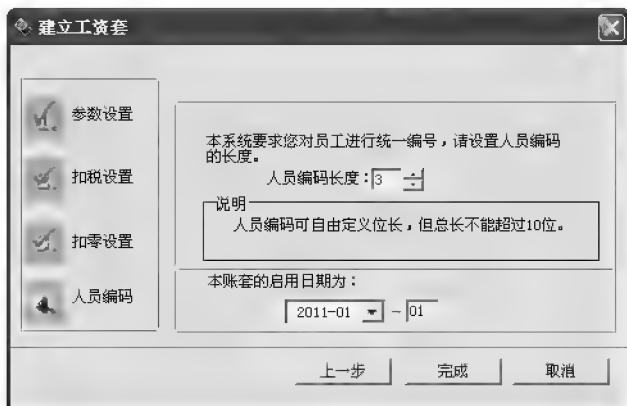 建立工资套
参数设置
扣税设置
扣零设置
人员编码
本系统要求您对员工进行统一编号，请设置人员编码
的长度。
人员编码长度：3
说明
人员编码可自由定义位长，但总长不能超过10位。
本账套的启用日期为：
2011-01 - 01
上一步 完成 取消